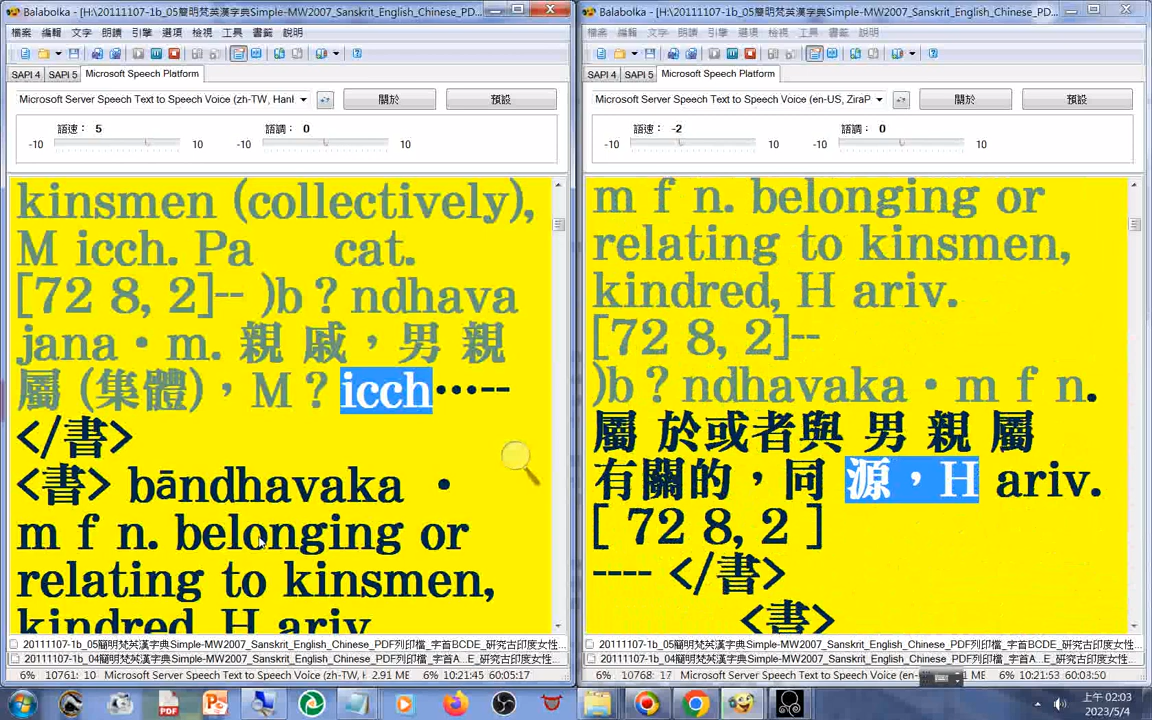 Balabolka - [H:\20111107-1b_05簡明梵英漢字典Simple-MW2007_Sanskrit_English_Chinese_PD...
檔案 編輯 文字 朗讀 引擎 選項 檢視 工具 書籤 說明
SAPI 4 SAPI 5 Microsoft Speech Platform
Microsoft Server Speech Text to Speech Voice (zh-TW, Hanl
關於 預設
語速: 5 語調: 0
-10 10 -10 10
kinsmen (collectively),
M icch. Pa cat.
[72 8, 2]-- )b ? ndhava
jana • m. 親 戚，男 親
屬 (集體)，M ? icch…--
</書>
<書> bāndhavaka •
m f n. belonging or
relating to kinsmen,
kindred, H ariv.
20111107-1b_05簡明梵英漢字典Simple-MW2007_Sanskrit_English_Chinese_PDF列印檔_字首BCDE_研究古印度女性...
20111107-1b_04簡明梵英漢字典Simple-MW2007_Sanskrit_English_Chinese_PDF列印檔_字首A...E_研究古印度女性...
6% 10761: 10 Microsoft Server Speech Text to Speech Voice (zh-TW, H 2.91 MB 6% 10:21:45 60:05:17
Balabolka - [H:\20111107-1b_05簡明梵英漢字典Simple-MW2007_Sanskrit_English_Chinese_PD...
檔案 編輯 文字 朗讀 引擎 選項 檢視 工具 書籤 說明
SAPI 4 SAPI 5 Microsoft Speech Platform
Microsoft Server Speech Text to Speech Voice (en-US, ZiraP
關於 預設
語速: -2 語調: 0
-10 10 -10 10
m f n. belonging or
relating to kinsmen,
kindred, H ariv.
[72 8, 2]--
)b ? ndhavaka • m f n.
屬 於或者與 男 親 屬
有關的，同 源，H ariv.
[ 72 8, 2 ]
---- </書>
<書>
20111107-1b_05簡明梵英漢字典Simple-MW2007_Sanskrit_English_Chinese_PDF列印檔_字首BCDE_研究古印度女性...
20111107-1b_04簡明梵英漢字典Simple-MW2007_Sanskrit_English_Chinese_PDF列印檔_字首A...E_研究古印度女性...
6% 10768: 17 Microsoft Server Speech Text to Speech Voice (en-U 6% 10:21:53
PDF
上午 02:03
2023/5/4